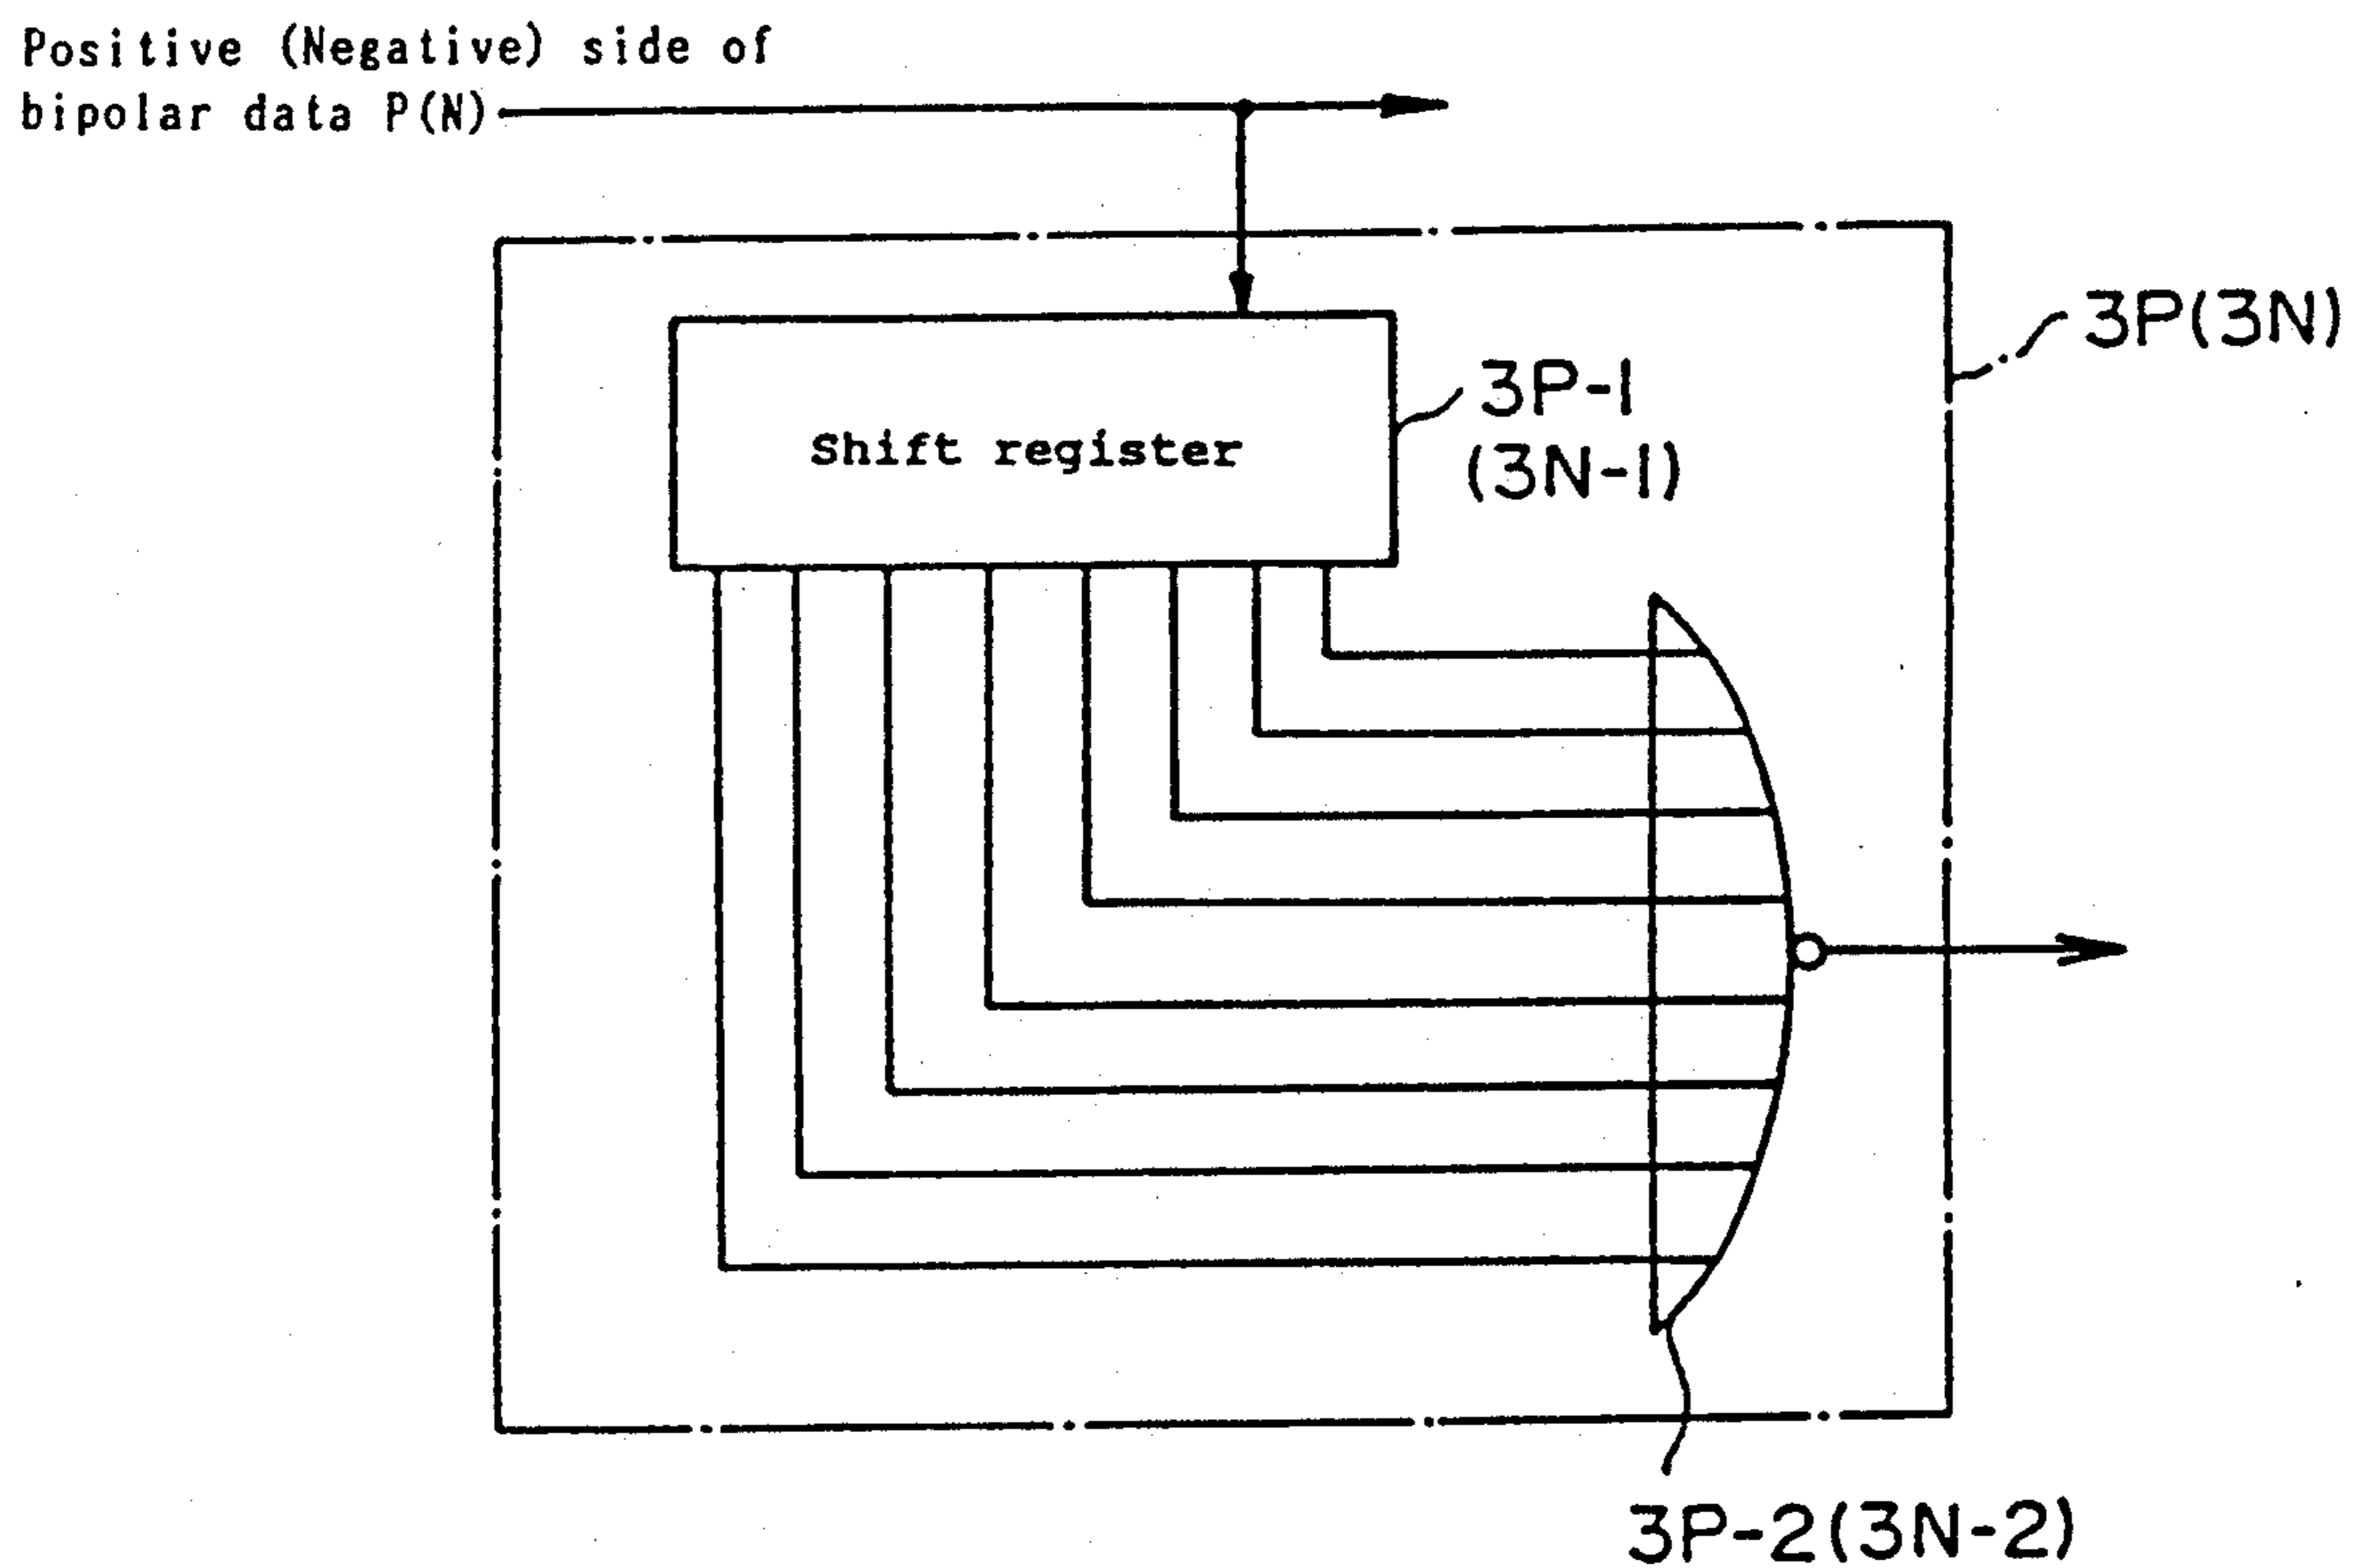 Positive (Negative) side of
bipolar data P(N)
3P(3N)
Shift register
3P-1
(3N-1)
3P-2(3N-2)